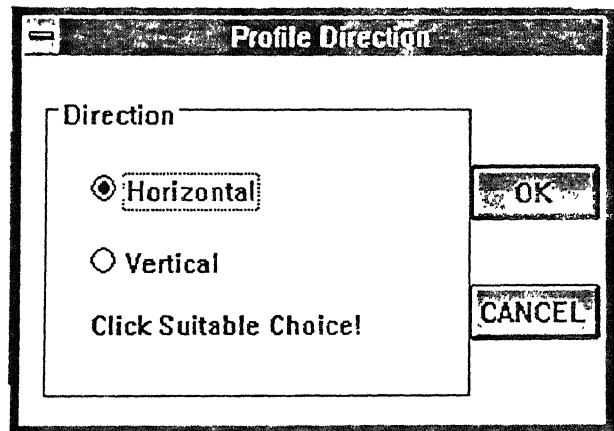 Profile Direction
Direction
Horizontal
OK
Vertical
CANCEL
Click Suitable Choice!